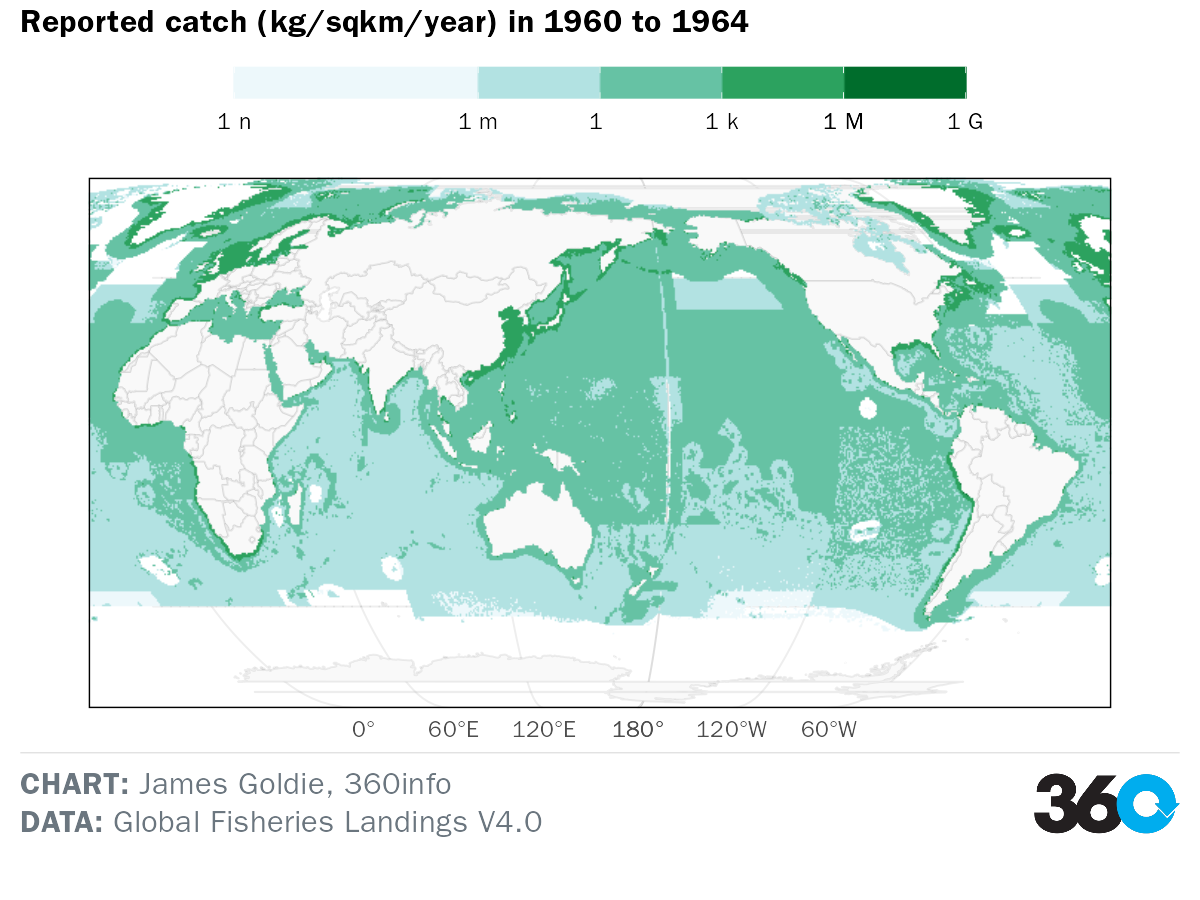 Reported catch (kg/sqkm/year) in 1960 to 1964
1 n 1 m 1 1 k 1 M 1 G
0° 60°E 120°E 180° 120°W 60°W
CHART: James Goldie, 360info
DATA: Global Fisheries Landings V4.0
360